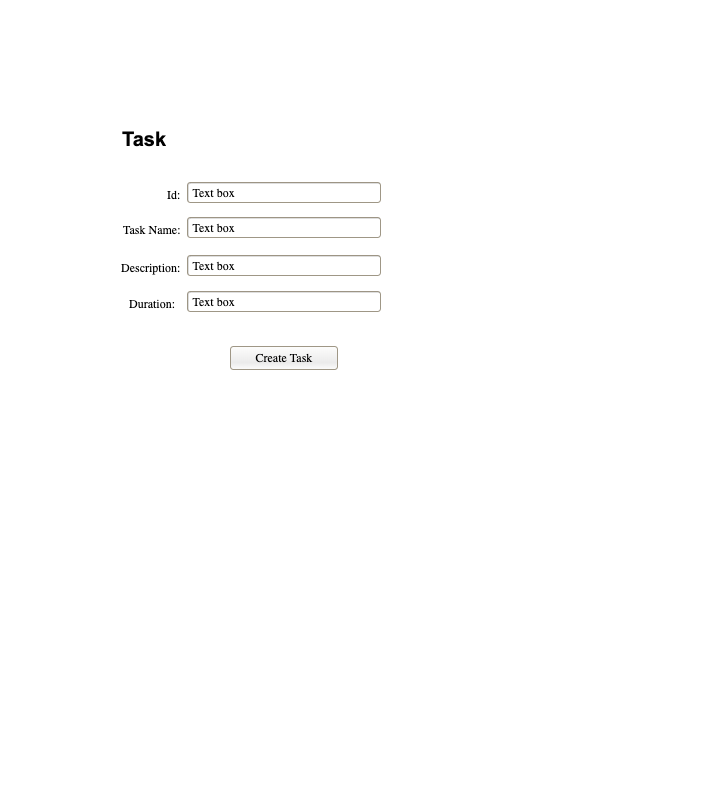 Task
Id: Text box
Task Name: Text box
Description: Text box
Duration: Text box
Create Task